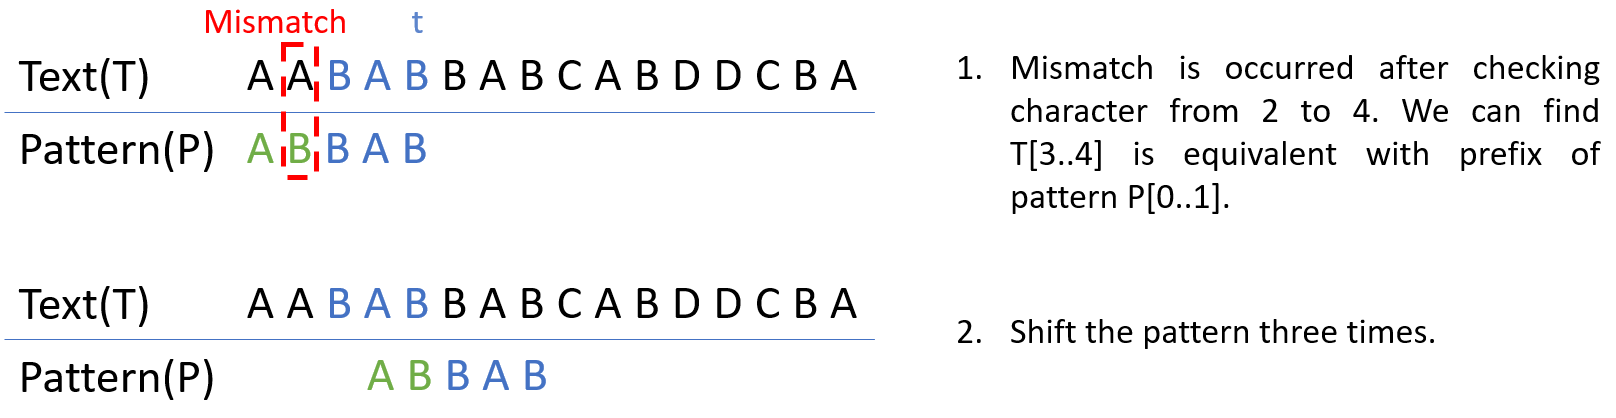 Mismatch t
Text(T) A A B A B B A B C A B D D C B A
Pattern(P) A B B A B
1. Mismatch is occurred after checking
character from 2 to 4. We can find
T[3..4] is equivalent with prefix of
pattern P[0..1].
Text(T) A A B A B B A B C A B D D C B A
Pattern(P) A B B A B
2. Shift the pattern three times.